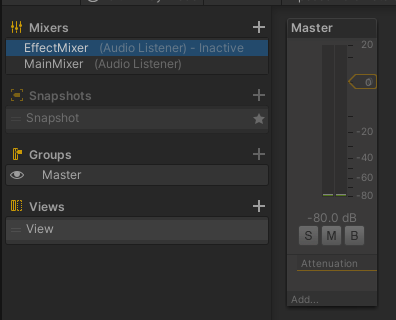 Mixers
EffectMixer (Audio Listener) - Inactive
MainMixer (Audio Listener)
Snapshots
Snapshot
Groups
Master
Views
View
Master
20
0
-20
-40
-60
-80
-80.0 dB
S M B
Attenuation
Add...